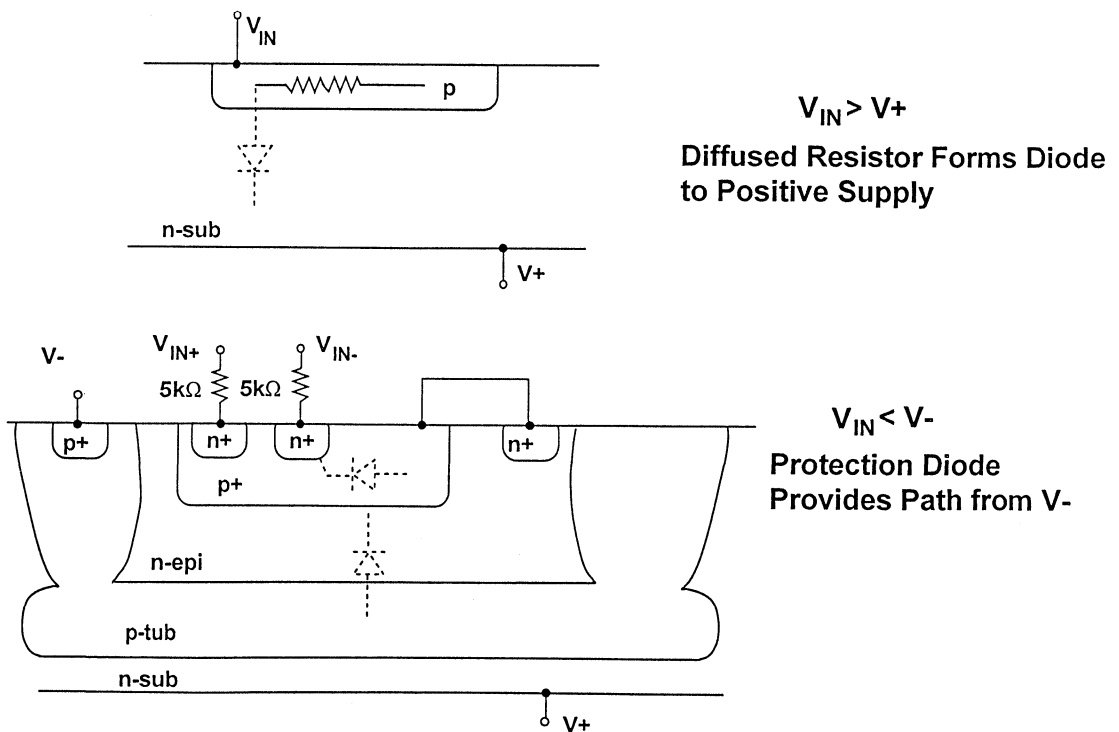 V_IN
p
V_IN > V+
Diffused Resistor Forms Diode
to Positive Supply
n-sub
V+
V-
V_IN+
V_IN-
5kΩ
5kΩ
p+
n+
n+
n+
p+
V_IN < V-
Protection Diode
Provides Path from V-
n-epi
p-tub
n-sub
V+